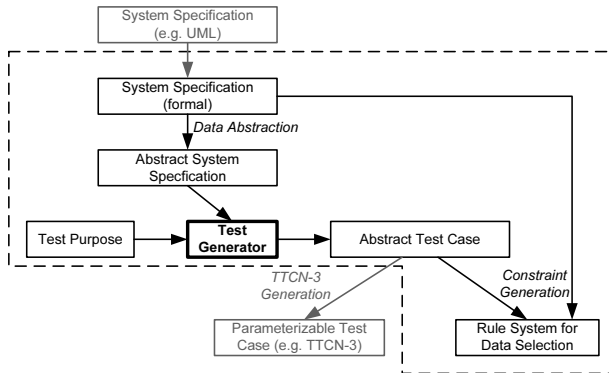 System Specification
(e.g. UML)
System Specification
(formal)
Data Abstraction
Abstract System
Specfication
Test Purpose
Test
Generator
Abstract Test Case
TTCN-3
Generation
Constraint
Generation
Parameterizable Test
Case (e.g. TTCN-3)
Rule System for
Data Selection